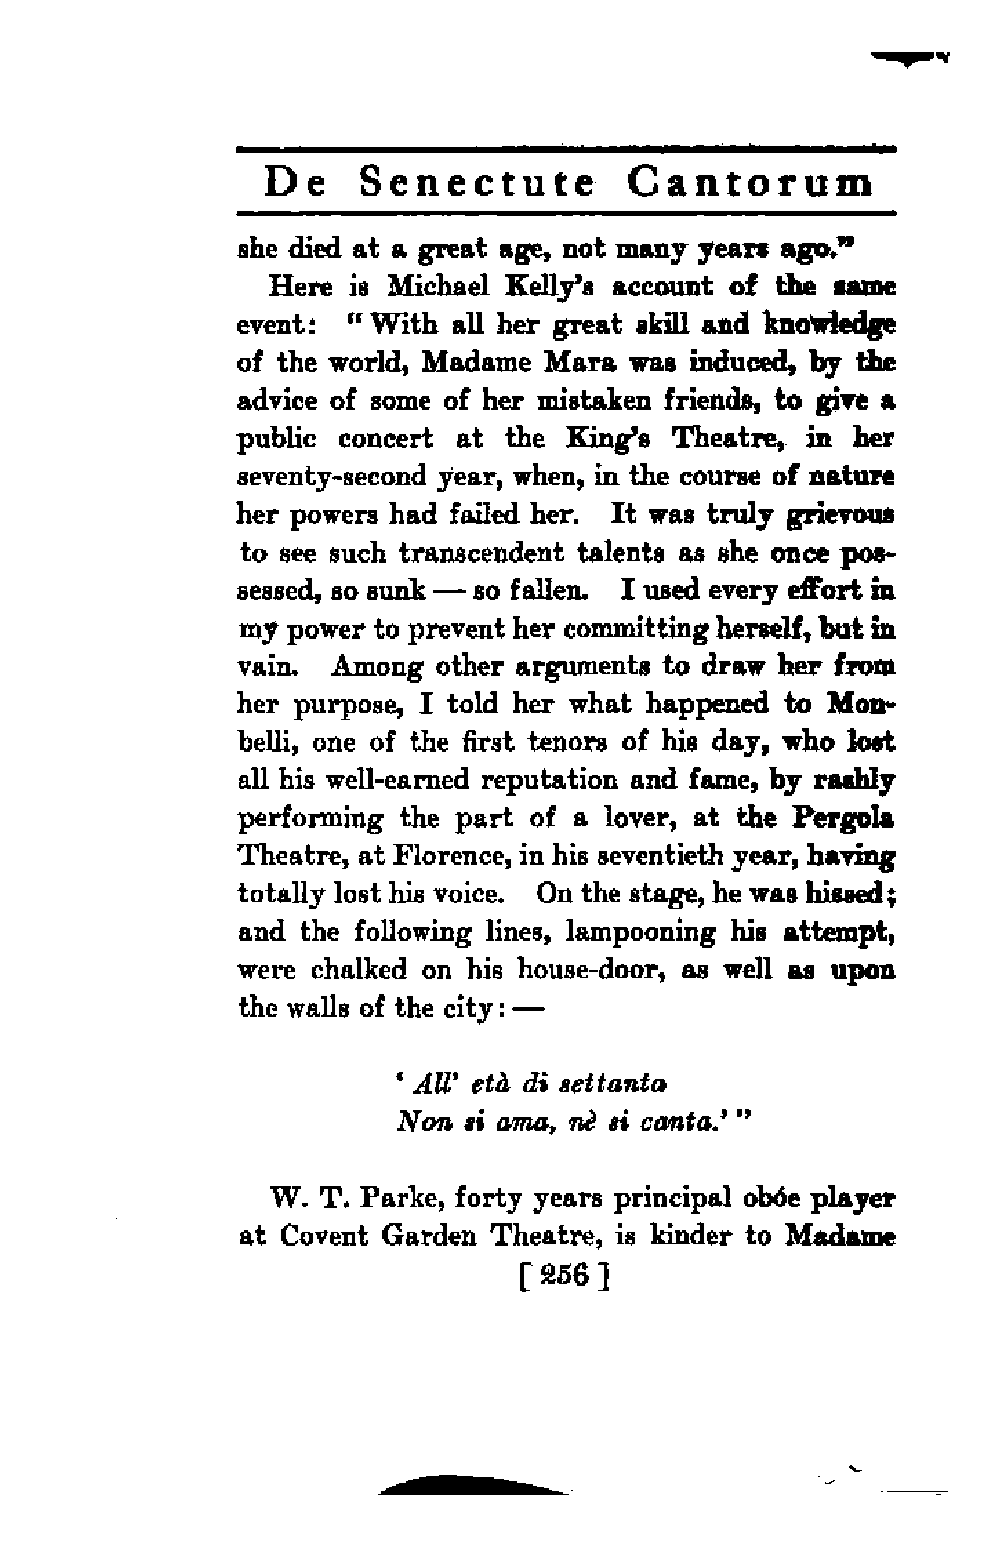 De Senectute Cantorum
she died at a great age, not many years ago."
Here is Michael Kelly's account of the same
event: "With all her great skill and knowledge
of the world, Madame Mara was induced, by the
advice of some of her mistaken friends, to give a
public concert at the King's Theatre, in her
seventy-second year, when, in the course of nature
her powers had failed her. It was truly grievous
to see such transcendent talents as she once pos-
sessed, so sunk — so fallen. I used every effort in
my power to prevent her committing herself, but in
vain. Among other arguments to draw her from
her purpose, I told her what happened to Mon-
belli, one of the first tenors of his day, who lost
all his well-earned reputation and fame, by rashly
performing the part of a lover, at the Pergola
Theatre, at Florence, in his seventieth year, having
totally lost his voice. On the stage, he was hissed;
and the following lines, lampooning his attempt,
were chalked on his house-door, as well as upon
the walls of the city: —
' All' età di settanta
Non si ama, nè si canta.' "
W. T. Parke, forty years principal obóe player
at Covent Garden Theatre, is kinder to Madame
[ 256 ]